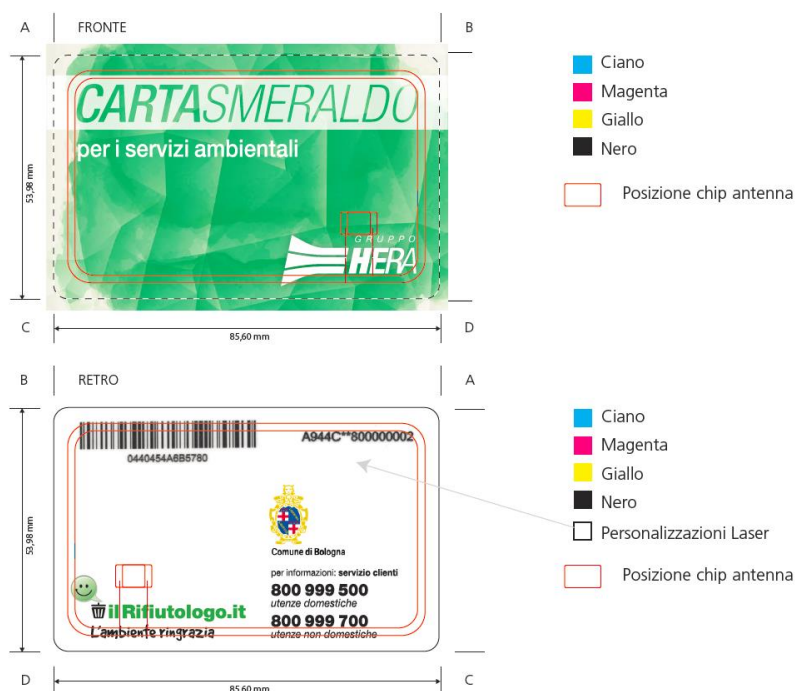 A FRONTE B
CARTASMERALDO
per i servizi ambientali
GRUPPO
HERA
53,98 mm
C D
85,60 mm
Ciano
Magenta
Giallo
Nero
Posizione chip antenna
B RETRO A
0440454A6B5780
A944C**800000002
Comune di Bologna
per informazioni: servizio clienti
800 999 500
utenze domestiche
800 999 700
utenze non domestiche
il Rifiutologo.it
L'ambiente ringrazia
53,98 mm
D C
85,60 mm
Ciano
Magenta
Giallo
Nero
Personalizzazioni Laser
Posizione chip antenna